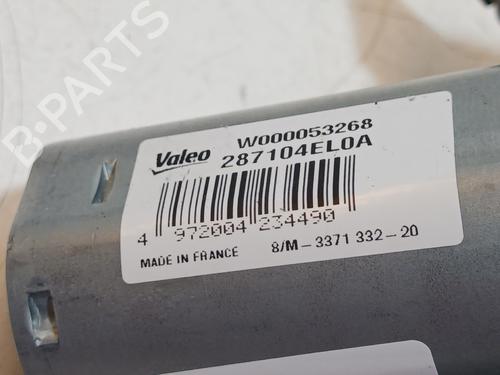 W000053268
Valeo 287104EL0A
4 972004 234490
MADE IN FRANCE 8/M-3371 332-20
B-PARTS